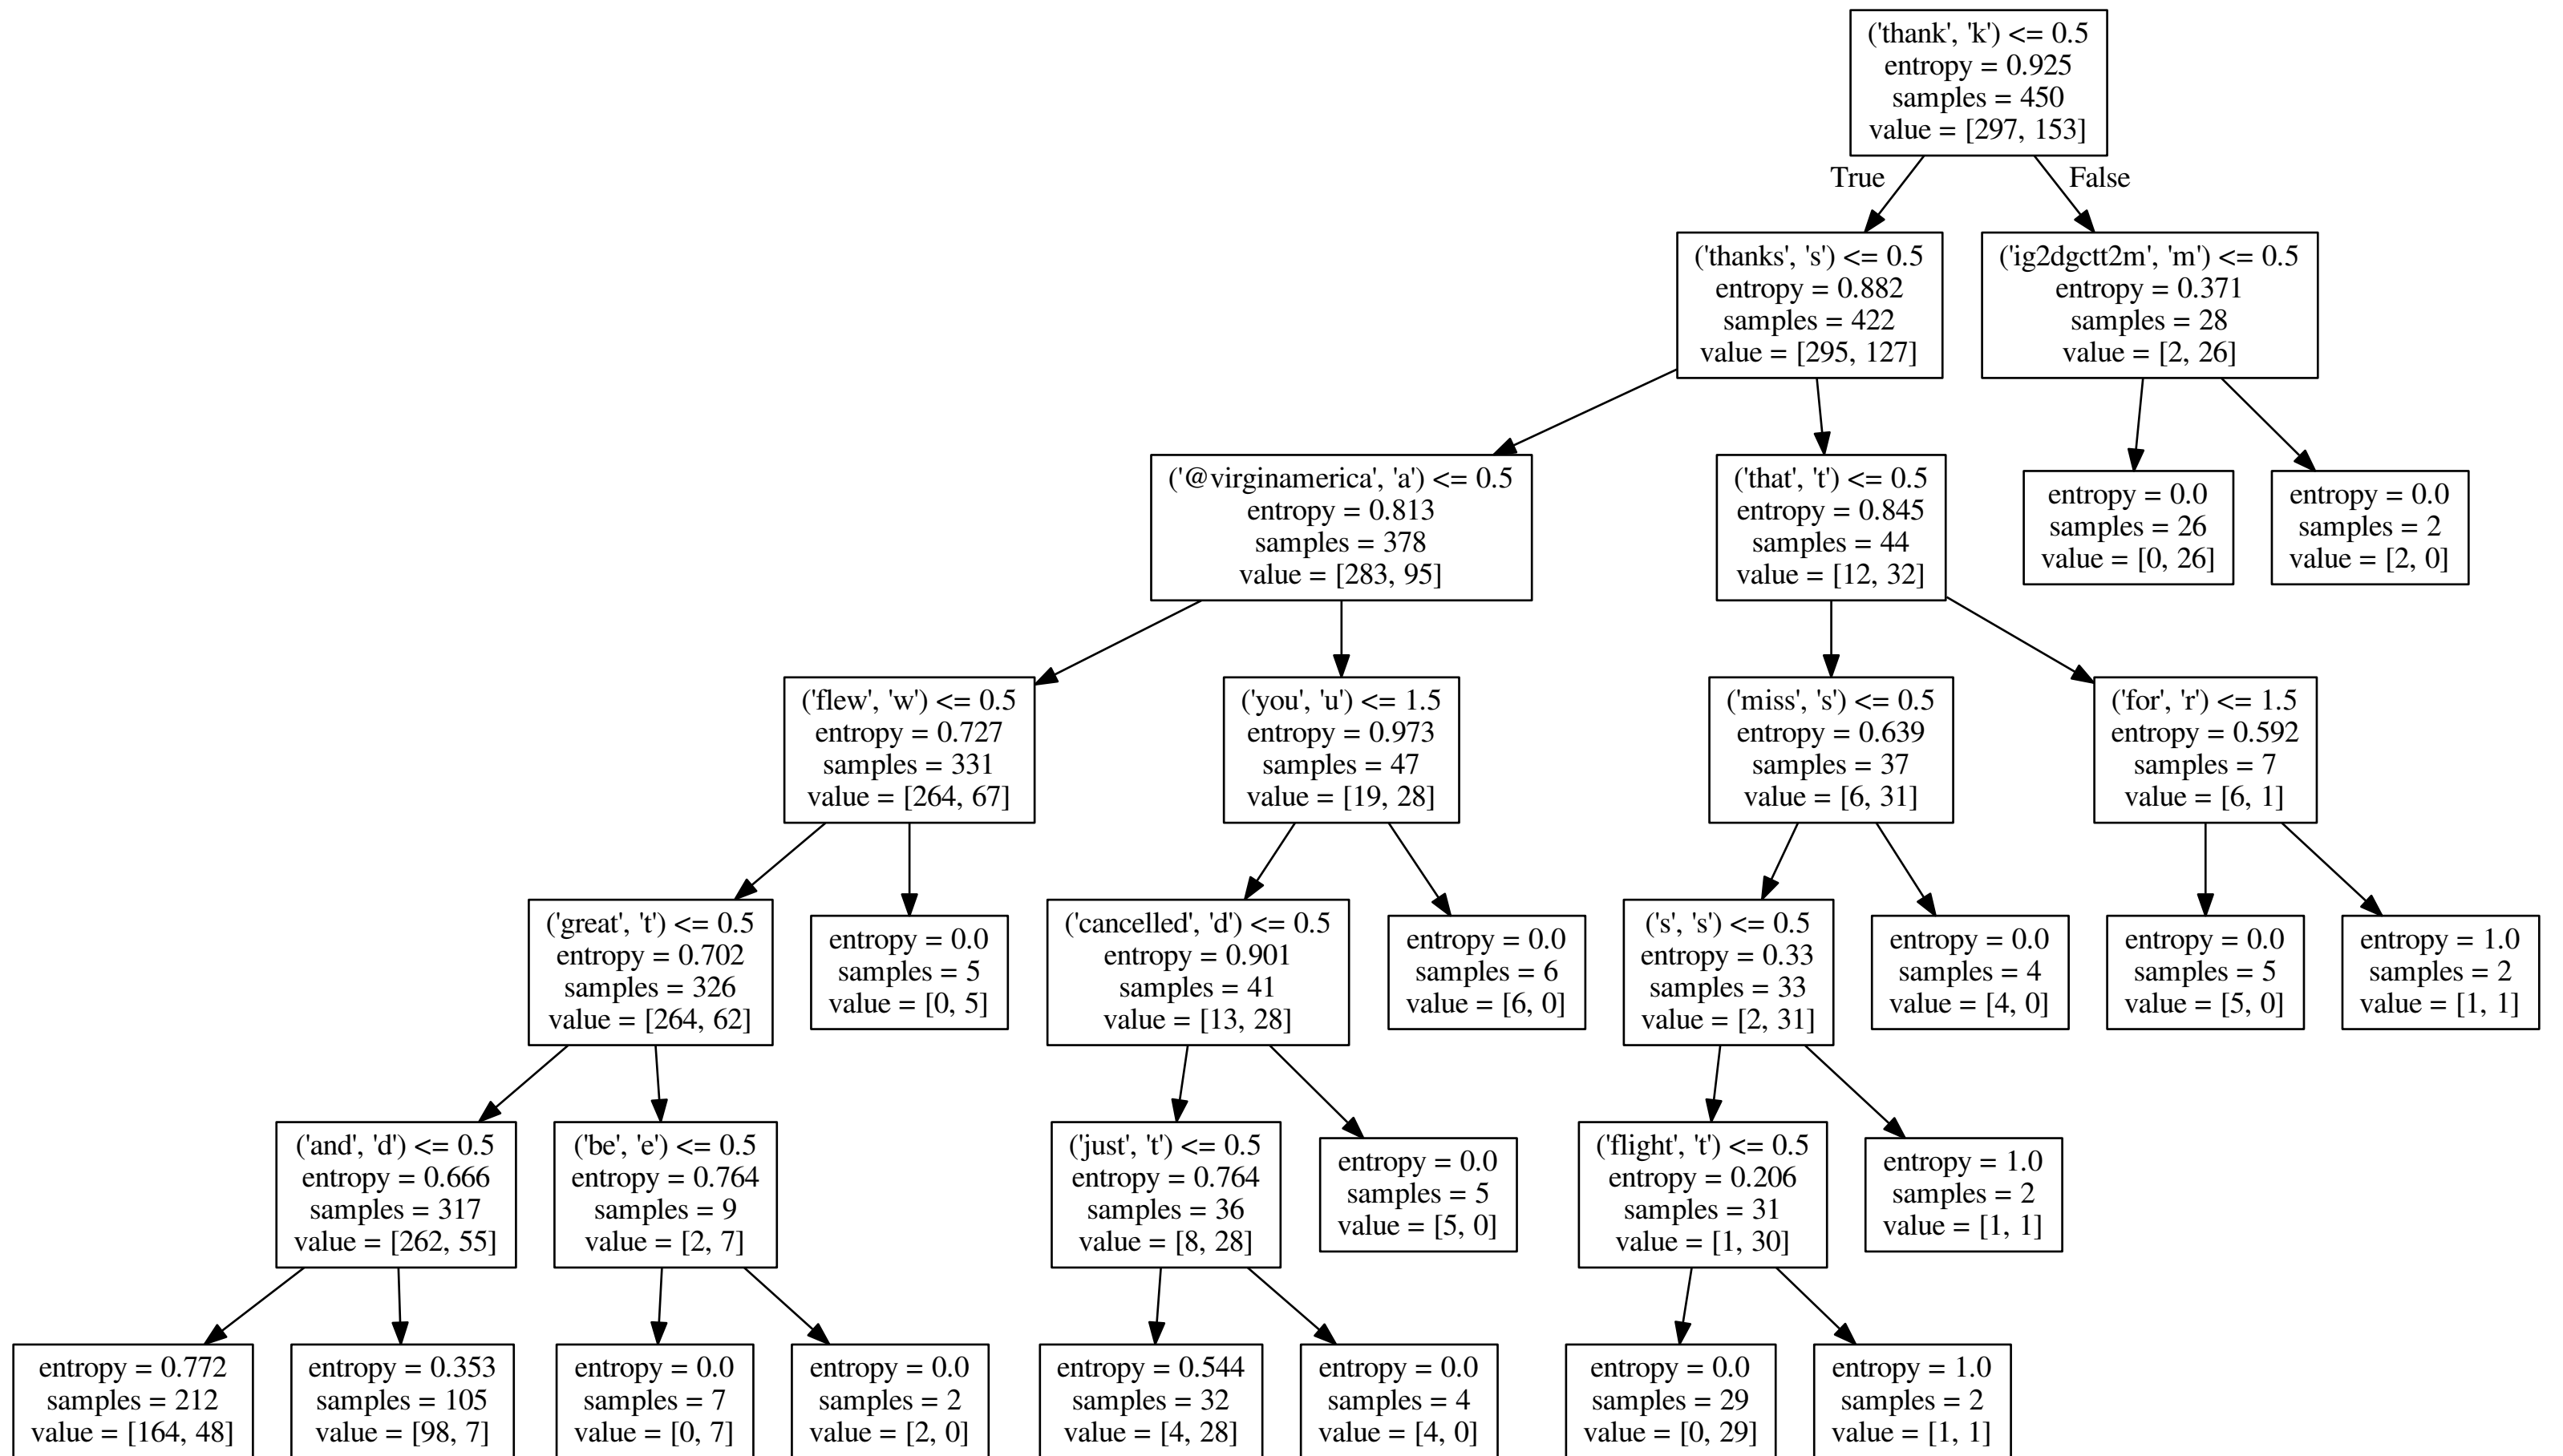 ('thank', 'k') <= 0.5
entropy = 0.925
samples = 450
value = [297, 153]
True
False
('thanks', 's') <= 0.5
entropy = 0.882
samples = 422
value = [295, 127]
('ig2dgctt2m', 'm') <= 0.5
entropy = 0.371
samples = 28
value = [2, 26]
('@virginamerica', 'a') <= 0.5
entropy = 0.813
samples = 378
value = [283, 95]
('that', 't') <= 0.5
entropy = 0.845
samples = 44
value = [12, 32]
entropy = 0.0
samples = 26
value = [0, 26]
entropy = 0.0
samples = 2
value = [2, 0]
('flew', 'w') <= 0.5
entropy = 0.727
samples = 331
value = [264, 67]
('you', 'u') <= 1.5
entropy = 0.973
samples = 47
value = [19, 28]
('miss', 's') <= 0.5
entropy = 0.639
samples = 37
value = [6, 31]
('for', 'r') <= 1.5
entropy = 0.592
samples = 7
value = [6, 1]
('great', 't') <= 0.5
entropy = 0.702
samples = 326
value = [264, 62]
entropy = 0.0
samples = 5
value = [0, 5]
('cancelled', 'd') <= 0.5
entropy = 0.901
samples = 41
value = [13, 28]
entropy = 0.0
samples = 6
value = [6, 0]
('s', 's') <= 0.5
entropy = 0.33
samples = 33
value = [2, 31]
entropy = 0.0
samples = 4
value = [4, 0]
entropy = 0.0
samples = 5
value = [5, 0]
entropy = 1.0
samples = 2
value = [1, 1]
('and', 'd') <= 0.5
entropy = 0.666
samples = 317
value = [262, 55]
('be', 'e') <= 0.5
entropy = 0.764
samples = 9
value = [2, 7]
('just', 't') <= 0.5
entropy = 0.764
samples = 36
value = [8, 28]
entropy = 0.0
samples = 5
value = [5, 0]
('flight', 't') <= 0.5
entropy = 0.206
samples = 31
value = [1, 30]
entropy = 1.0
samples = 2
value = [1, 1]
entropy = 0.772
samples = 212
value = [164, 48]
entropy = 0.353
samples = 105
value = [98, 7]
entropy = 0.0
samples = 7
value = [0, 7]
entropy = 0.0
samples = 2
value = [2, 0]
entropy = 0.544
samples = 32
value = [4, 28]
entropy = 0.0
samples = 4
value = [4, 0]
entropy = 0.0
samples = 29
value = [0, 29]
entropy = 1.0
samples = 2
value = [1, 1]